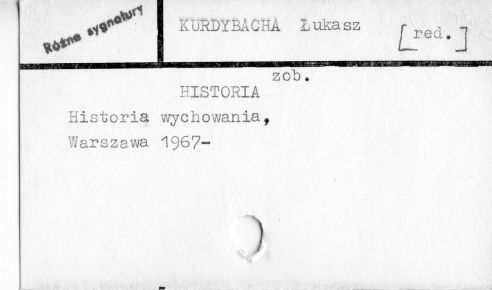 Różne sygnatury
KURDYBACHA Łukasz [red.]
zob.
HISTORIA
Historia wychowania,
Warszawa 1967-